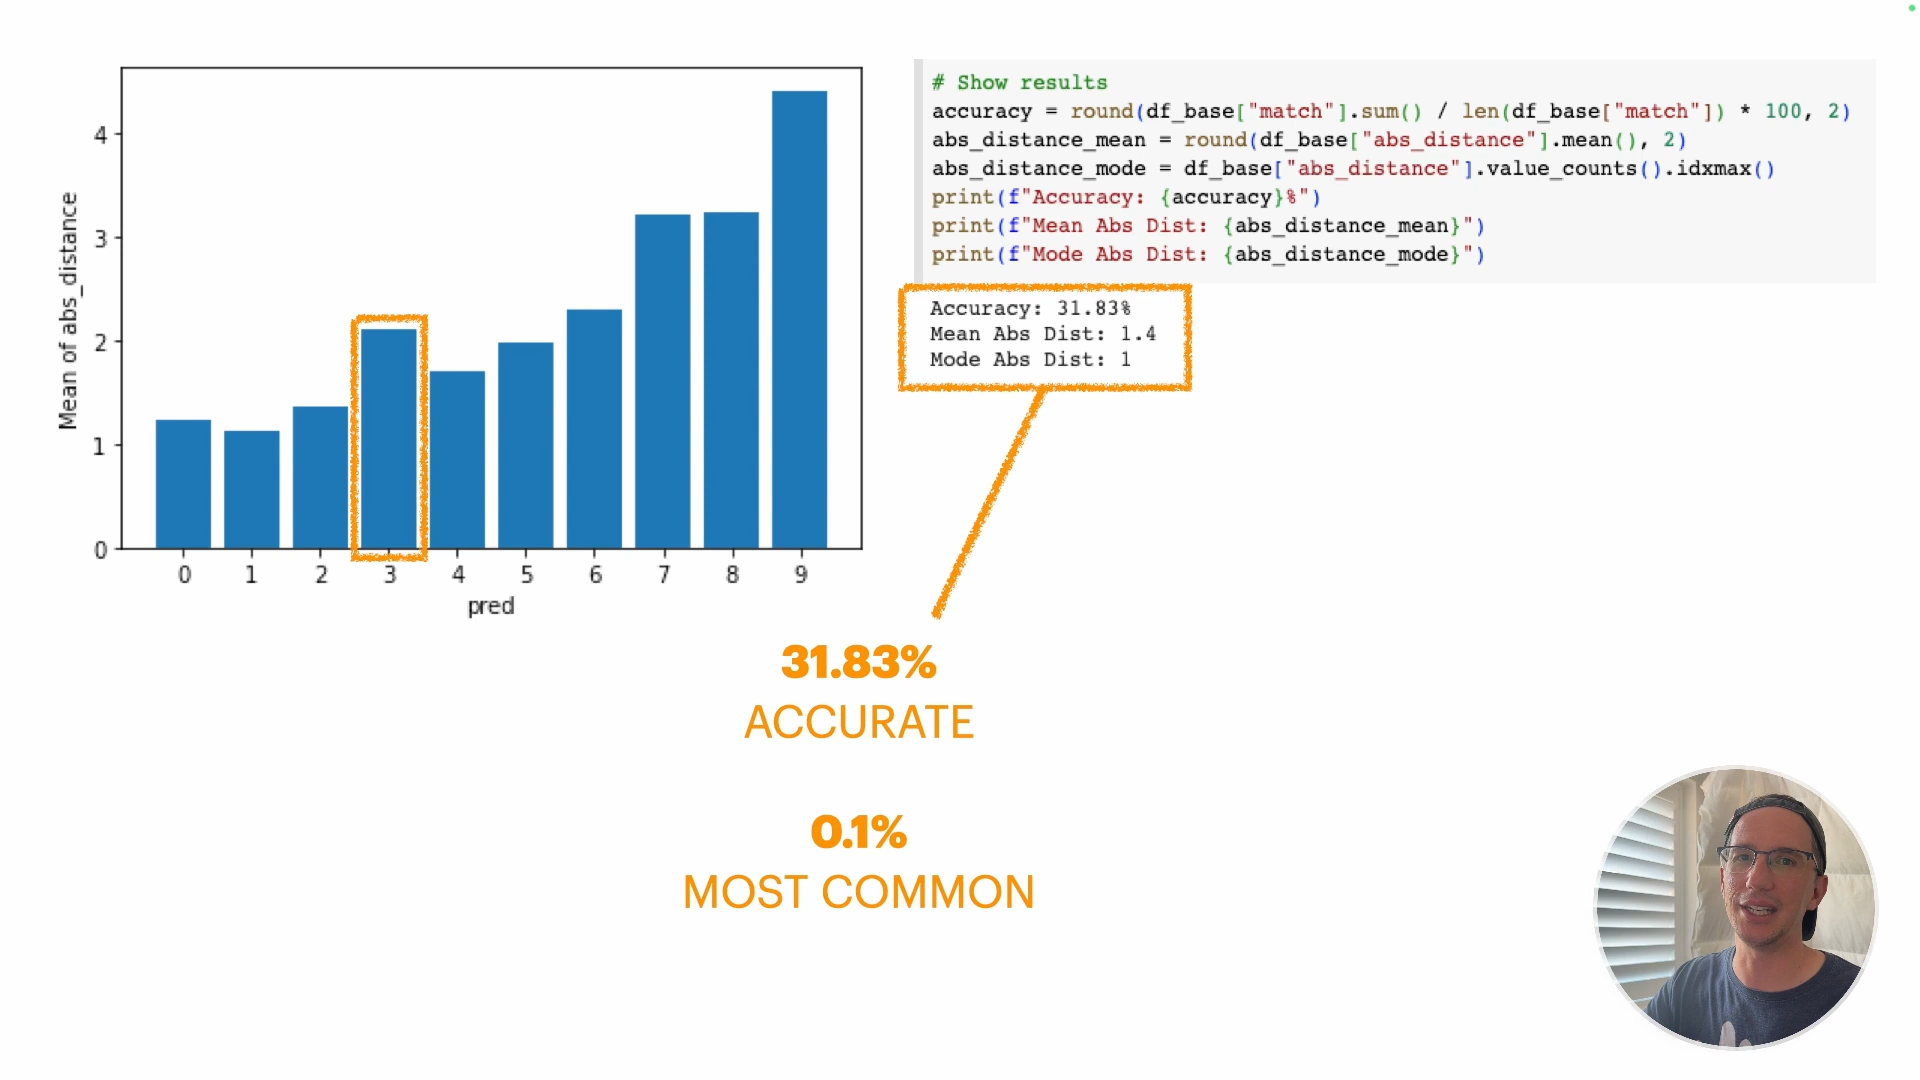 4
3
2
1
0
Mean of abs_distance
0 1 2 3 4 5 6 7 8 9
pred
# Show results
accuracy = round(df_base["match"].sum() / len(df_base["match"]) * 100, 2)
abs_distance_mean = round(df_base["abs_distance"].mean(), 2)
abs_distance_mode = df_base["abs_distance"].value_counts().idxmax()
print(f"Accuracy: {accuracy}%")
print(f"Mean Abs Dist: {abs_distance_mean}")
print(f"Mode Abs Dist: {abs_distance_mode}")
Accuracy: 31.83%
Mean Abs Dist: 1.4
Mode Abs Dist: 1
31.83%
ACCURATE
0.1%
MOST COMMON